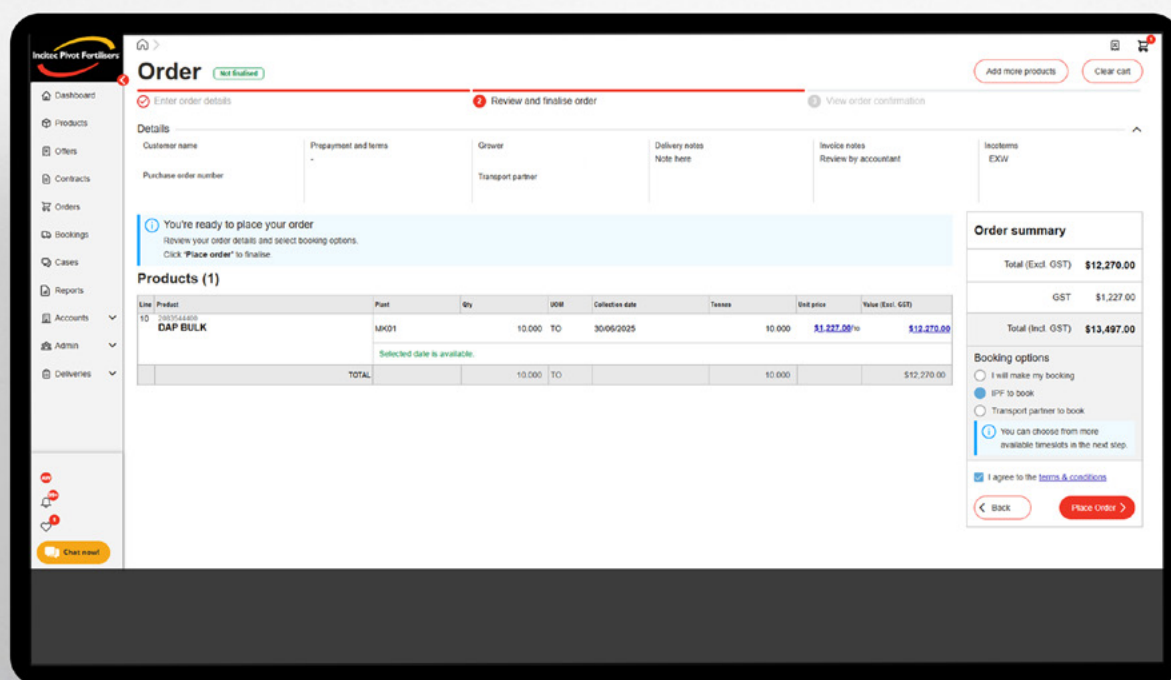 Incitec Pivot Fertilisers
Dashboard
Products
Offers
Contracts
Orders
Bookings
Cases
Reports
Accounts
Admin
Deliveries
Chat now!
Order
Not finalised
Add more products
Clear cart
Enter order details
2 Review and finalise order
3 View order confirmation
Details
Customer name
Prepayment and terms
-
Grower
Delivery notes
Note here
Invoice notes
Review by accountant
Incoterms
EXW
Purchase order number
Transport partner
You're ready to place your order
Review your order details and select booking options.
Click "Place order" to finalise.
Products (1)
Line Product Plant Qty UOM Collection date Tonnes Unit price Value (Excl. GST)
10 2003544400
DAP BULK MK01 10.000 TO 30/06/2025 10.000 $1,227.00/to $12,270.00
Selected date is available.
TOTAL 10.000 TO 10.000 $12,270.00
Order summary
Total (Excl. GST) $12,270.00
GST $1,227.00
Total (Incl. GST) $13,497.00
Booking options
I will make my booking
IPF to book
Transport partner to book
You can choose from more
available timeslots in the next step.
I agree to the terms & conditions
Back
Place Order